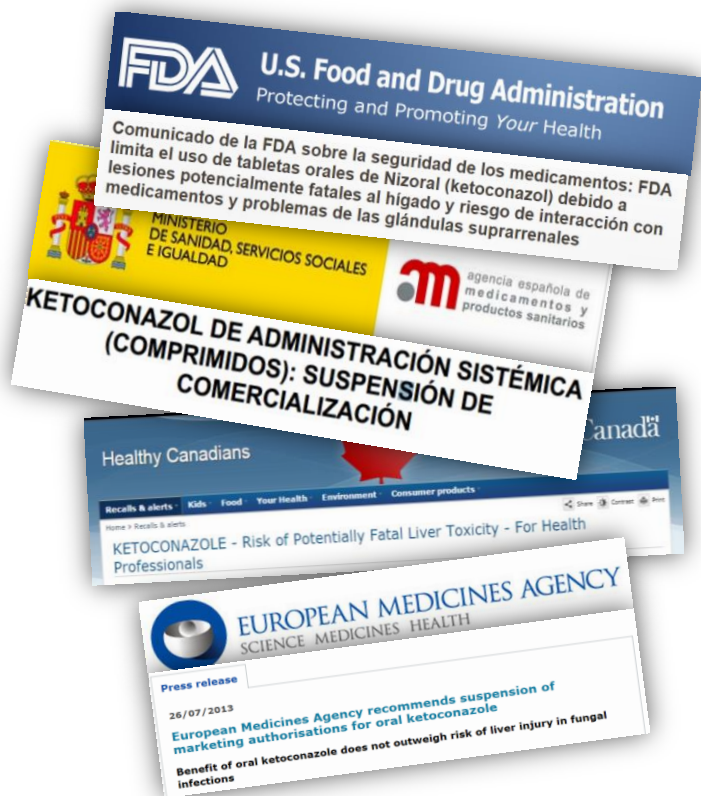 FDA
U.S. Food and Drug Administration
Protecting and Promoting Your Health
Comunicado de la FDA sobre la seguridad de los medicamentos: FDA
limita el uso de tabletas orales de Nizoral (ketoconazol) debido a
lesiones potencialmente fatales al hígado y riesgo de interacción con
medicamentos y problemas de las glándulas suprarrenales
MINISTERIO
DE SANIDAD, SERVICIOS SOCIALES
E IGUALDAD
agencia española de
medicamentos y
productos sanitarios
KETOCONAZOL DE ADMINISTRACIÓN SISTÉMICA
(COMPRIMIDOS): SUSPENSIÓN DE
COMERCIALIZACIÓN
Canada
Healthy Canadians
Recalls & alerts Kids Food Your Health Environment Consumer products
Share Contrast Print
Home > Recalls & alerts
KETOCONAZOLE - Risk of Potentially Fatal Liver Toxicity - For Health
Professionals
EUROPEAN MEDICINES AGENCY
SCIENCE MEDICINES HEALTH
Press release
26/07/2013
European Medicines Agency recommends suspension of
marketing authorisations for oral ketoconazole
Benefit of oral ketoconazole does not outweigh risk of liver injury in fungal
infections